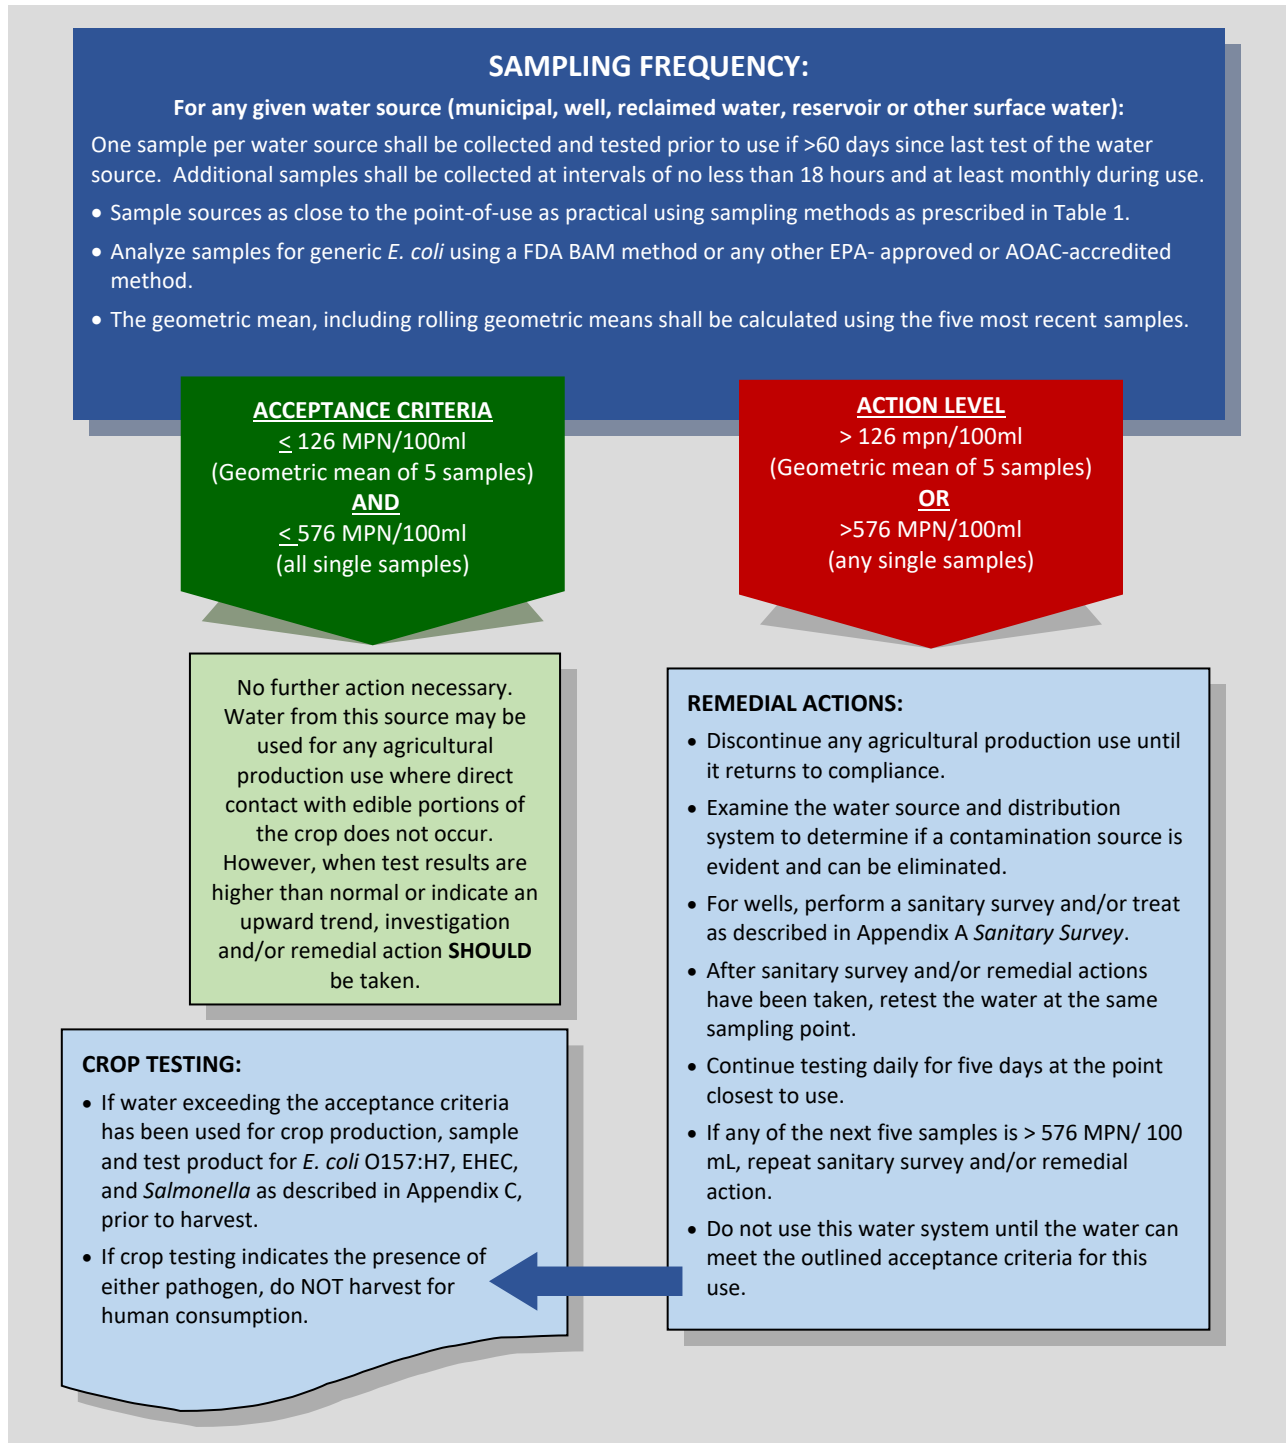 SAMPLING FREQUENCY:
For any given water source (municipal, well, reclaimed water, reservoir or other surface water):
One sample per water source shall be collected and tested prior to use if >60 days since last test of the water
source.  Additional samples shall be collected at intervals of no less than 18 hours and at least monthly during use.
• Sample sources as close to the point-of-use as practical using sampling methods as prescribed in Table 1.
• Analyze samples for generic E. coli using a FDA BAM method or any other EPA- approved or AOAC-accredited
method.
• The geometric mean, including rolling geometric means shall be calculated using the five most recent samples.
ACCEPTANCE CRITERIA
≤ 126 MPN/100ml
(Geometric mean of 5 samples)
AND
≤ 576 MPN/100ml
(all single samples)
ACTION LEVEL
> 126 mpn/100ml
(Geometric mean of 5 samples)
OR
>576 MPN/100ml
(any single samples)
No further action necessary.
Water from this source may be
used for any agricultural
production use where direct
contact with edible portions of
the crop does not occur.
However, when test results are
higher than normal or indicate an
upward trend, investigation
and/or remedial action SHOULD
be taken.
REMEDIAL ACTIONS:
• Discontinue any agricultural production use until
it returns to compliance.
• Examine the water source and distribution
system to determine if a contamination source is
evident and can be eliminated.
• For wells, perform a sanitary survey and/or treat
as described in Appendix A Sanitary Survey.
• After sanitary survey and/or remedial actions
have been taken, retest the water at the same
sampling point.
• Continue testing daily for five days at the point
closest to use.
• If any of the next five samples is > 576 MPN/ 100
mL, repeat sanitary survey and/or remedial
action.
• Do not use this water system until the water can
meet the outlined acceptance criteria for this
use.
CROP TESTING:
• If water exceeding the acceptance criteria
has been used for crop production, sample
and test product for E. coli O157:H7, EHEC,
and Salmonella as described in Appendix C,
prior to harvest.
• If crop testing indicates the presence of
either pathogen, do NOT harvest for
human consumption.